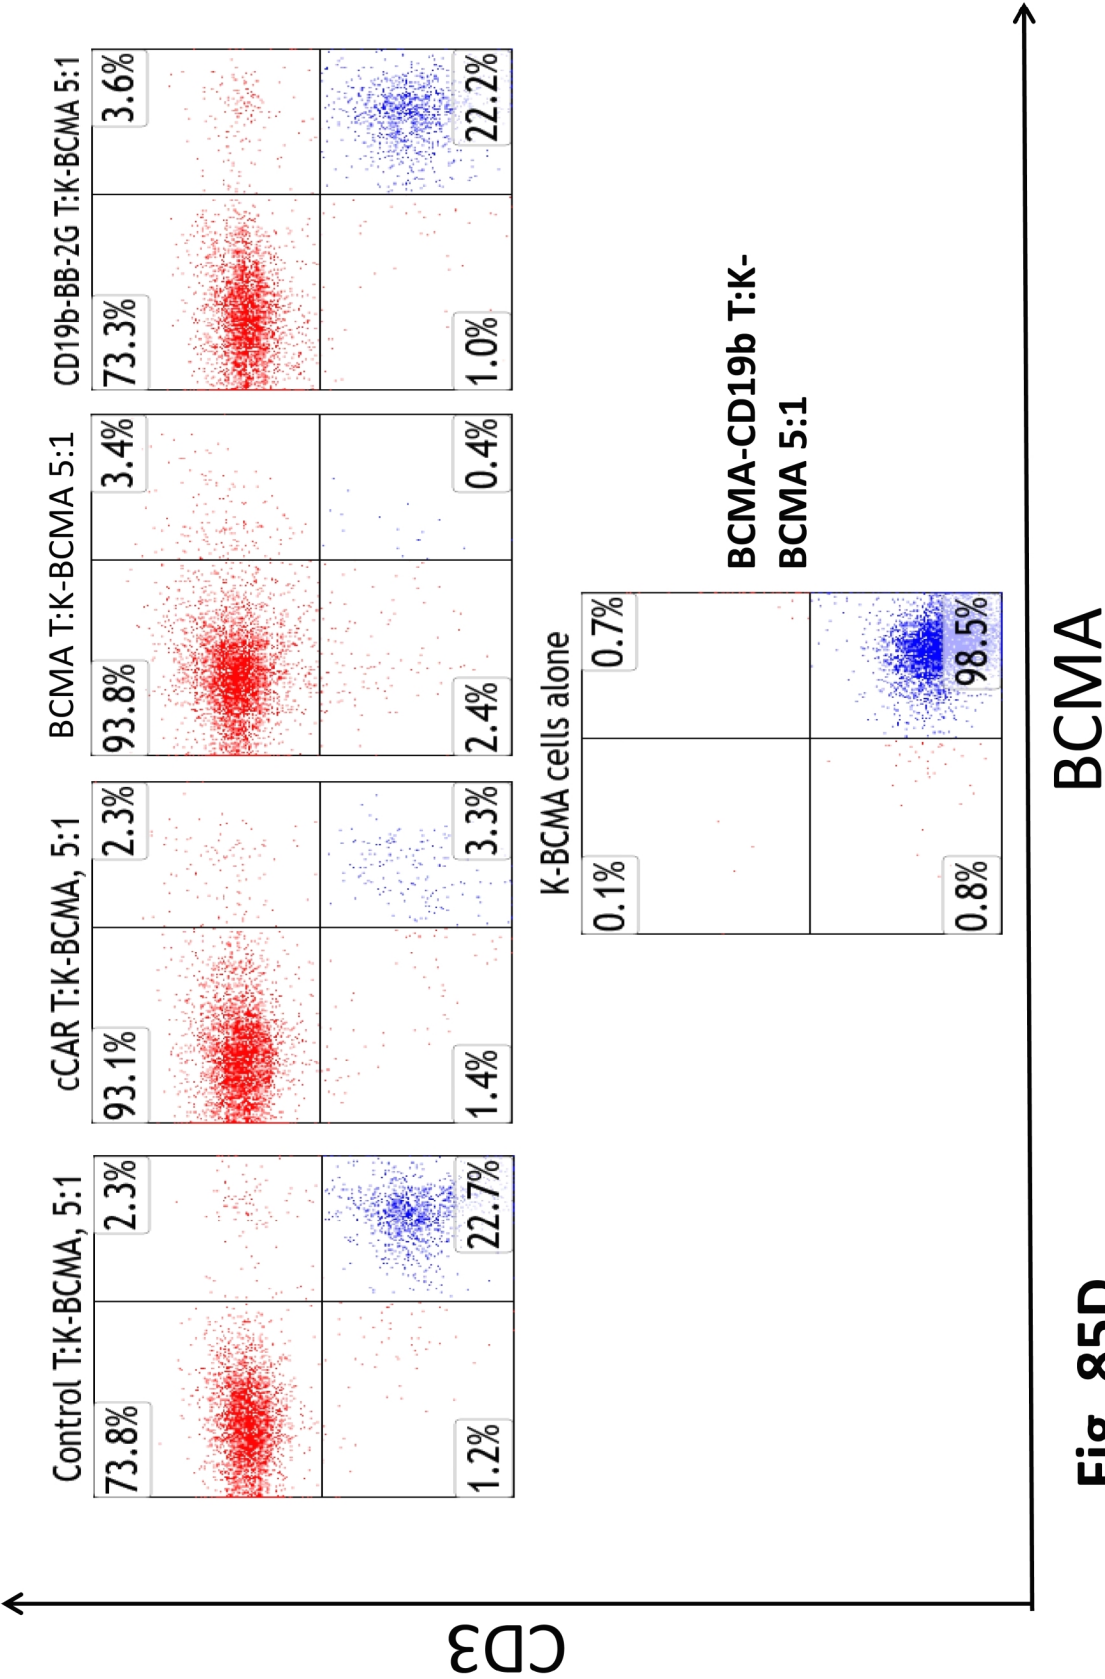 Control T:K-BCMA, 5:1
73.8%
2.3%
1.2%
22.7%
cCAR T:K-BCMA, 5:1
93.1%
2.3%
1.4%
3.3%
BCMA T:K-BCMA 5:1
93.8%
3.4%
2.4%
0.4%
CD19b-BB-2G T:K-BCMA 5:1
73.3%
3.6%
1.0%
22.2%
K-BCMA cells alone
0.1%
0.7%
0.8%
98.5%
BCMA-CD19b T:K-
BCMA 5:1
CD3
BCMA
Fig. 85D